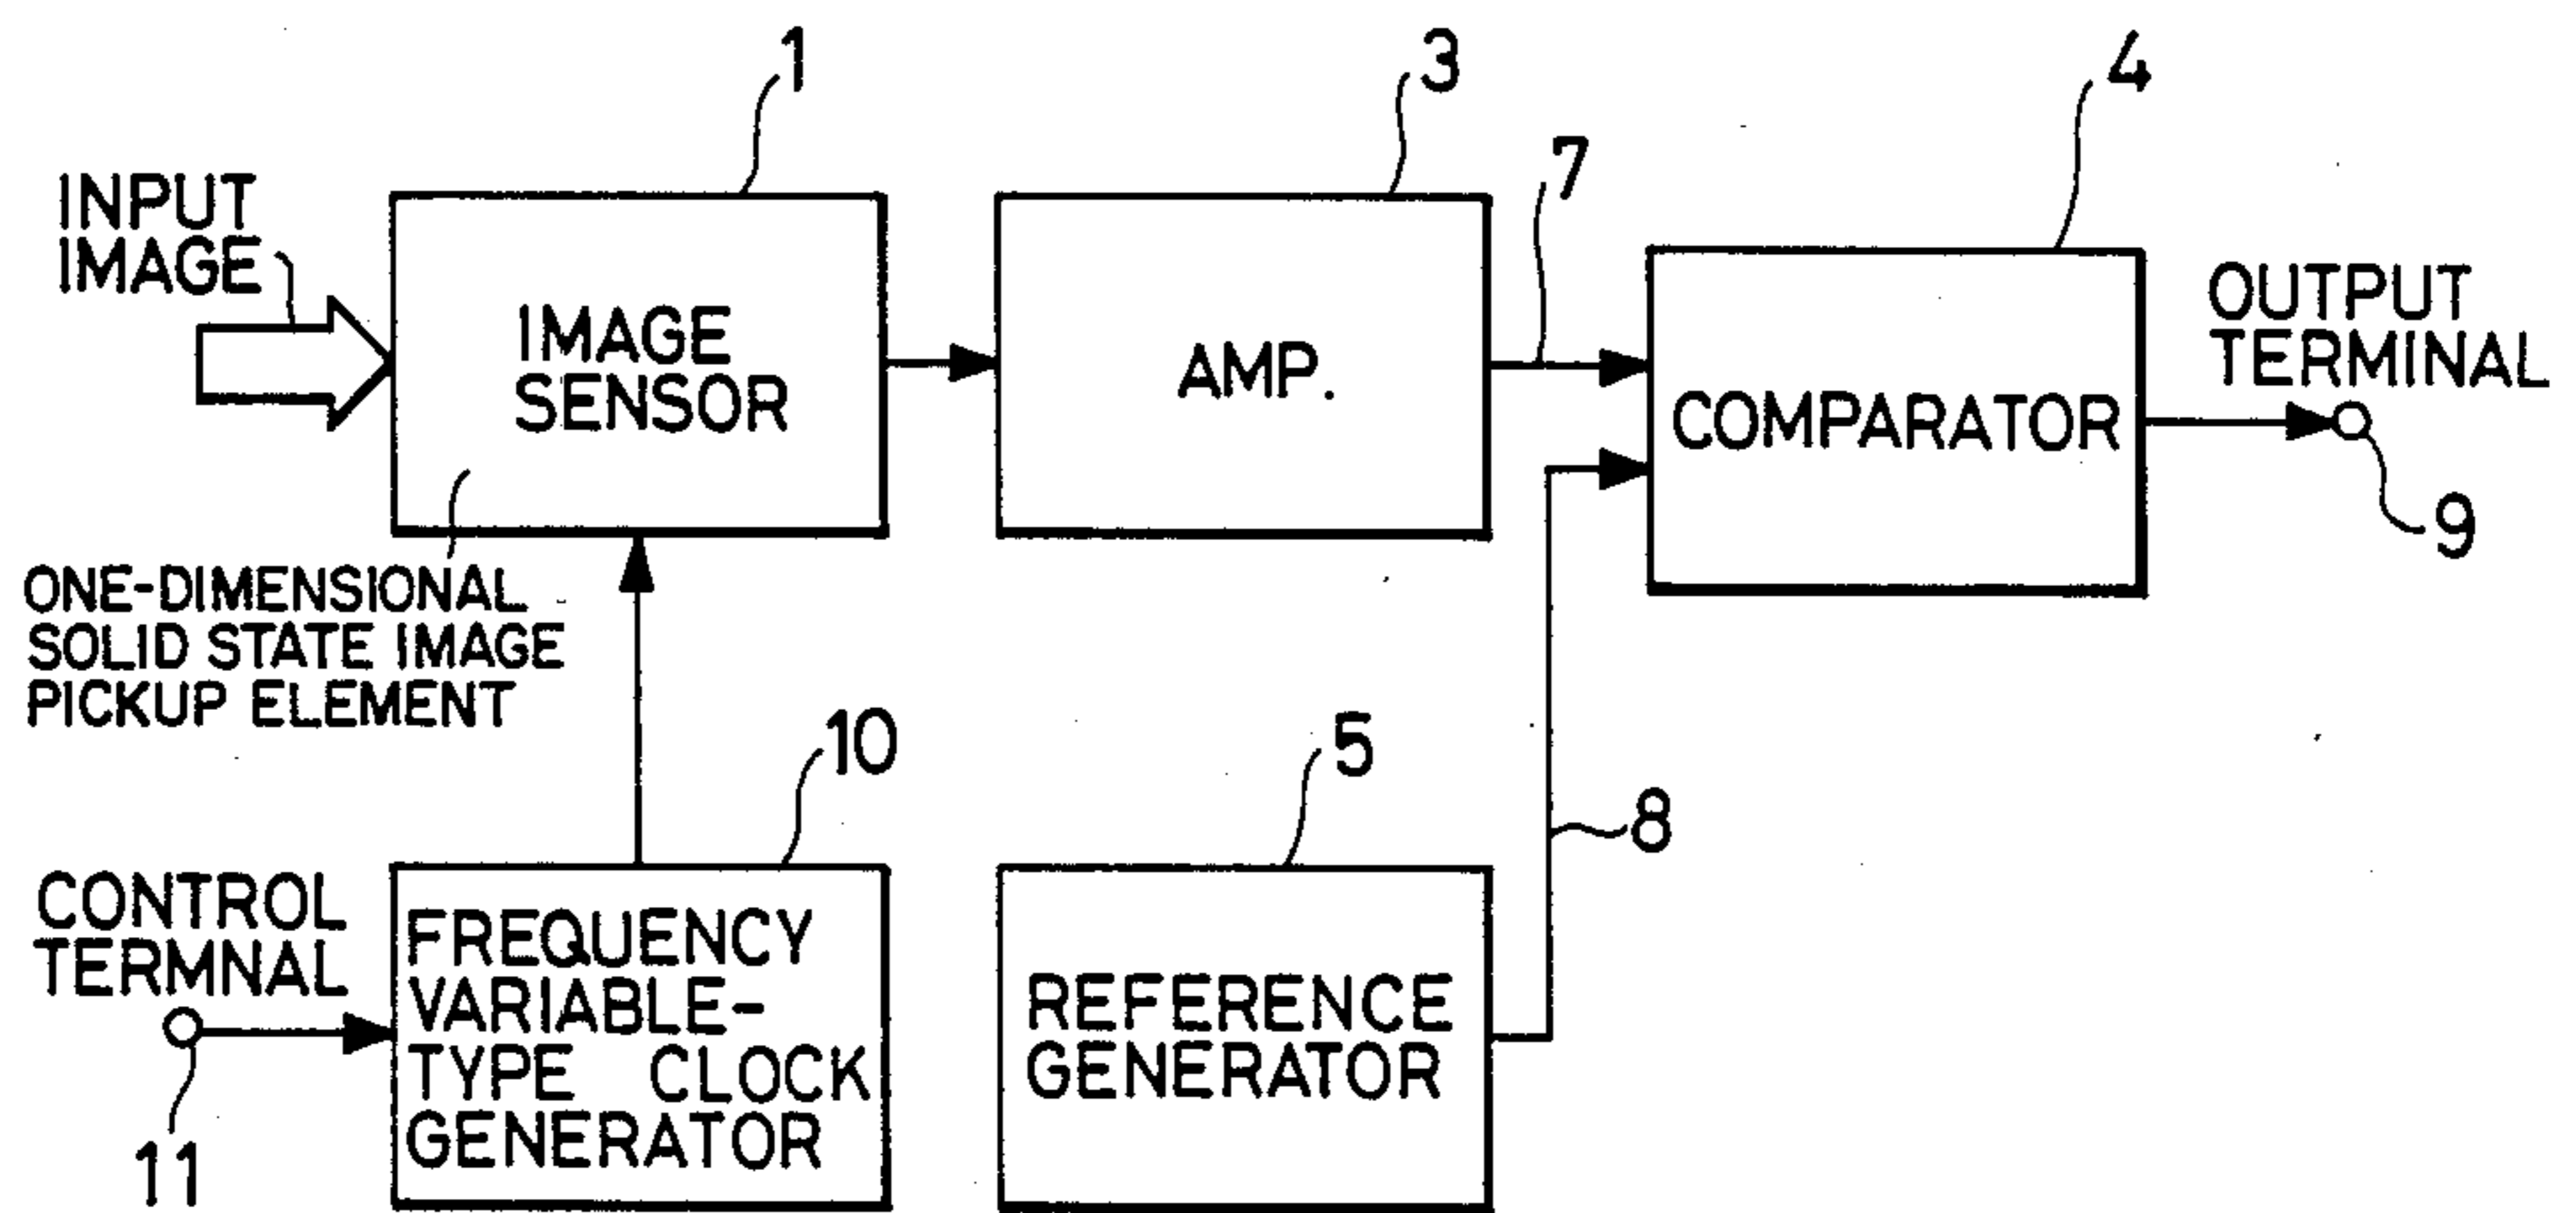 1
3
4
7
INPUT
IMAGE
IMAGE
SENSOR
AMP.
COMPARATOR
OUTPUT
TERMINAL
9
ONE-DIMENSIONAL
SOLID STATE IMAGE
PICKUP ELEMENT
10
5
8
CONTROL
TERMNAL
11
FREQUENCY
VARIABLE-
TYPE CLOCK
GENERATOR
REFERENCE
GENERATOR